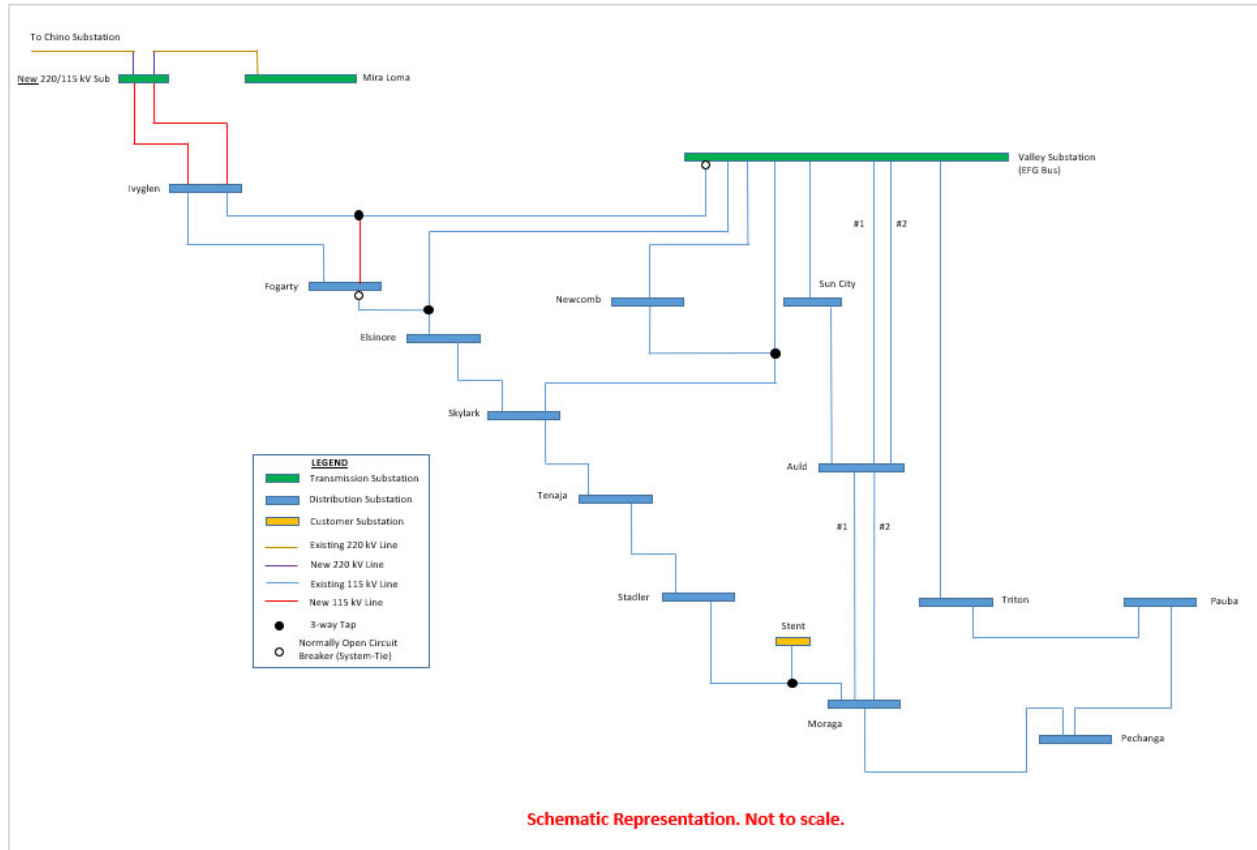 To Chino Substation
New 220/115 kV Sub
Mira Loma
Valley Substation
(EFG Bus)
Ivyglen
#1
#2
Fogarty
Newcomb
Sun City
Elsinore
Skylark
LEGEND
Transmission Substation
Distribution Substation
Customer Substation
Existing 220 kV Line
New 220 kV Line
Existing 115 kV Line
New 115 kV Line
3-way Tap
Normally Open Circuit
Breaker (System-Tie)
Auld
Tenaja
#1
#2
Stadler
Stent
Triton
Pauba
Moraga
Pechanga
Schematic Representation. Not to scale.